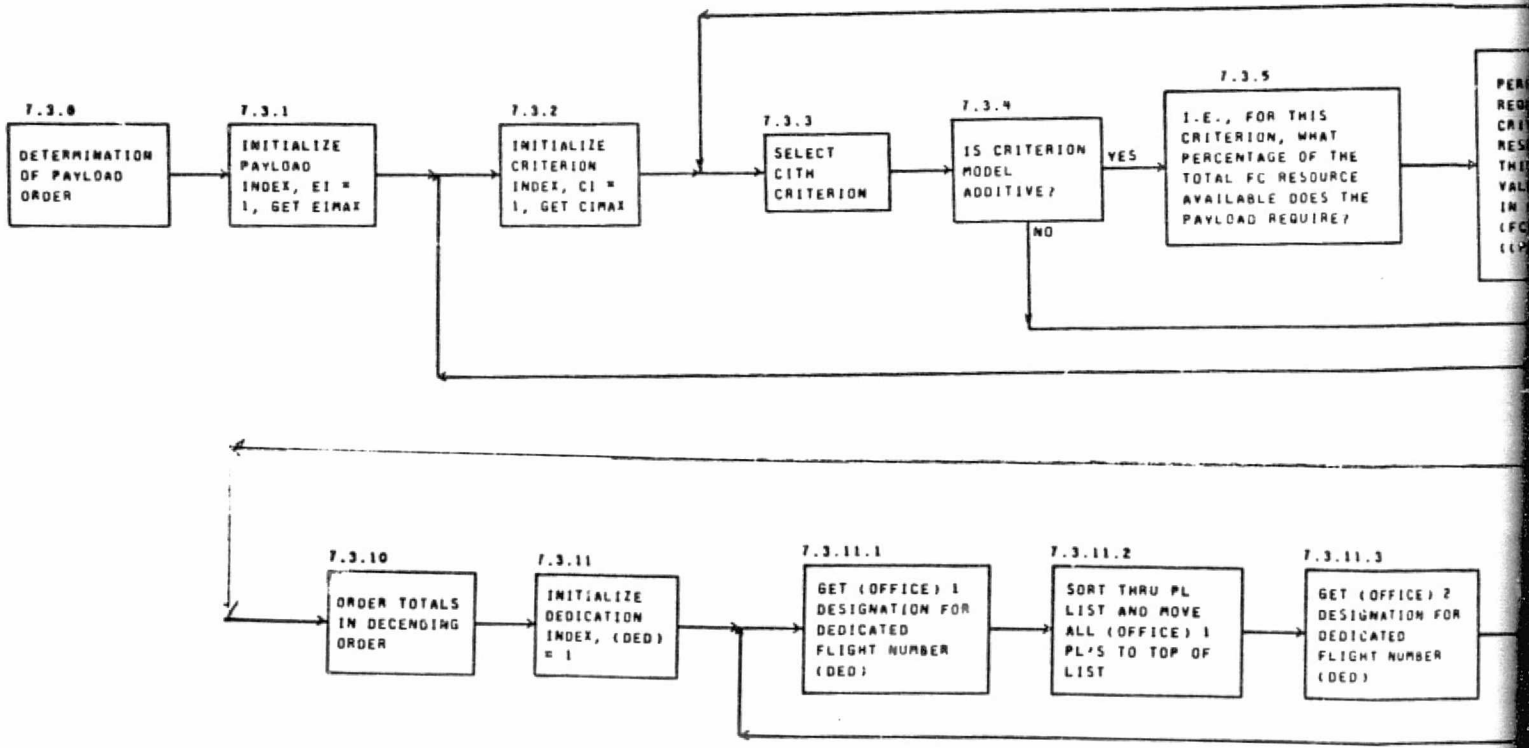 7.3.0
DETERMINATION
OF PAYLOAD
ORDER
7.3.1
INITIALIZE
PAYLOAD
INDEX, EI =
1, GET EIMAX
7.3.2
INITIALIZE
CRITERION
INDEX, CI =
1, GET CIMAX
7.3.3
SELECT
CITH
CRITERION
7.3.4
IS CRITERION
MODEL
ADDITIVE?
YES
NO
7.3.5
I.E., FOR THIS
CRITERION, WHAT
PERCENTAGE OF THE
TOTAL FC RESOURCE
AVAILABLE DOES THE
PAYLOAD REQUIRE?
7.3.10
ORDER TOTALS
IN DECENDING
ORDER
7.3.11
INITIALIZE
DEDICATION
INDEX, (DED)
= 1
7.3.11.1
GET (OFFICE) 1
DESIGNATION FOR
DEDICATED
FLIGHT NUMBER
(DED)
7.3.11.2
SORT THRU PL
LIST AND MOVE
ALL (OFFICE) 1
PL'S TO TOP OF
LIST
7.3.11.3
GET (OFFICE) 2
DESIGNATION FOR
DEDICATED
FLIGHT NUMBER
(DED)